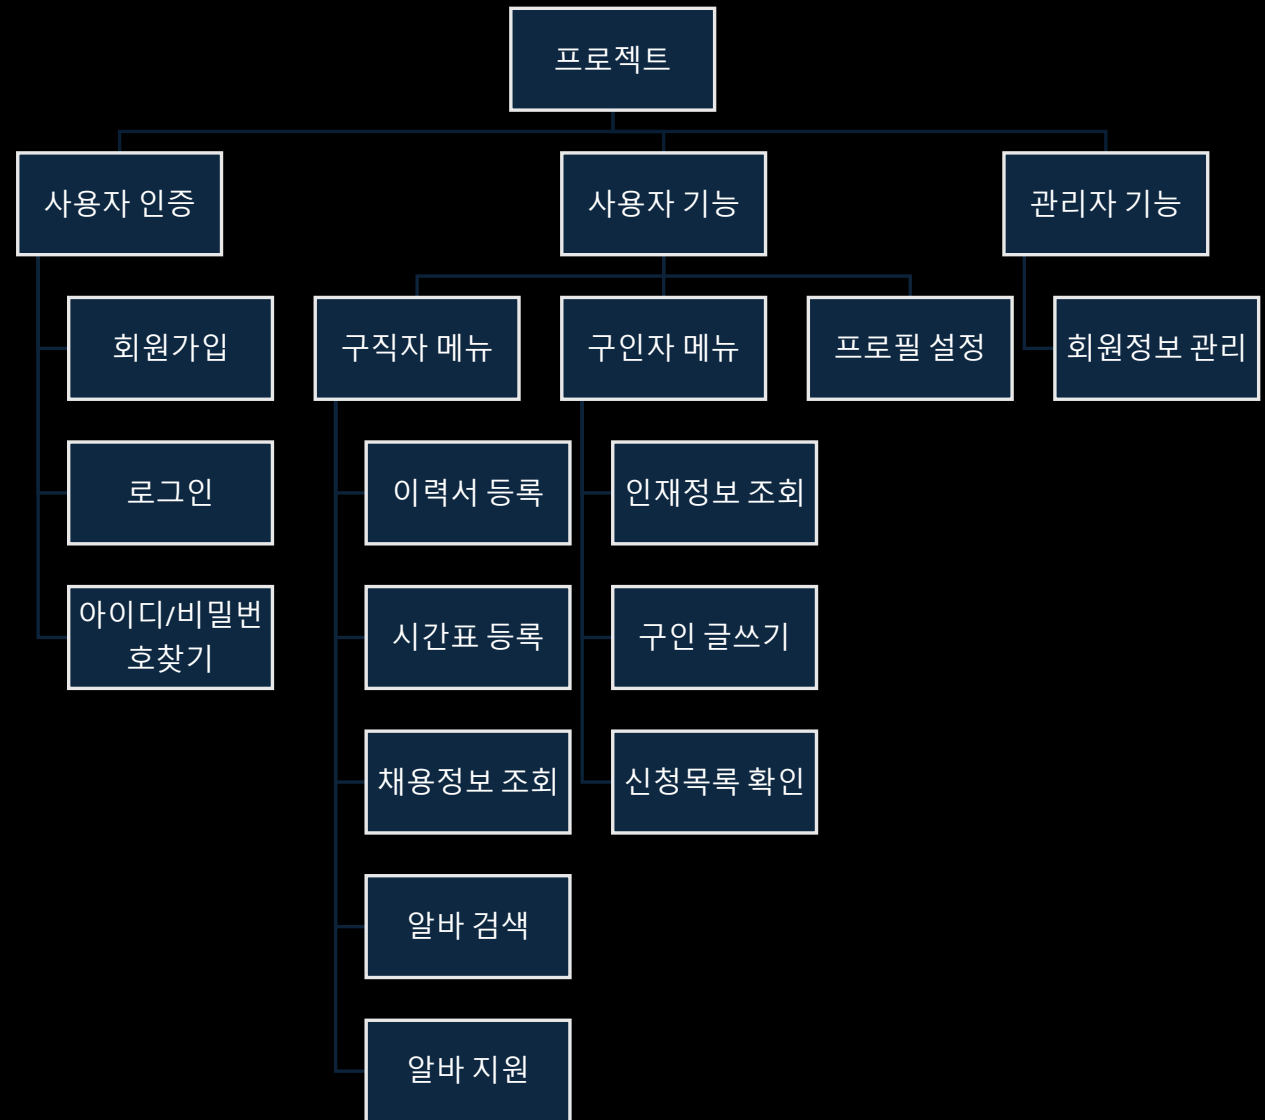 프로젝트
사용자 인증
사용자 기능
관리자 기능
회원가입
구직자 메뉴
구인자 메뉴
프로필 설정
회원정보 관리
로그인
이력서 등록
인재정보 조회
아이디/비밀번
호찾기
시간표 등록
구인 글쓰기
채용정보 조회
신청목록 확인
알바 검색
알바 지원